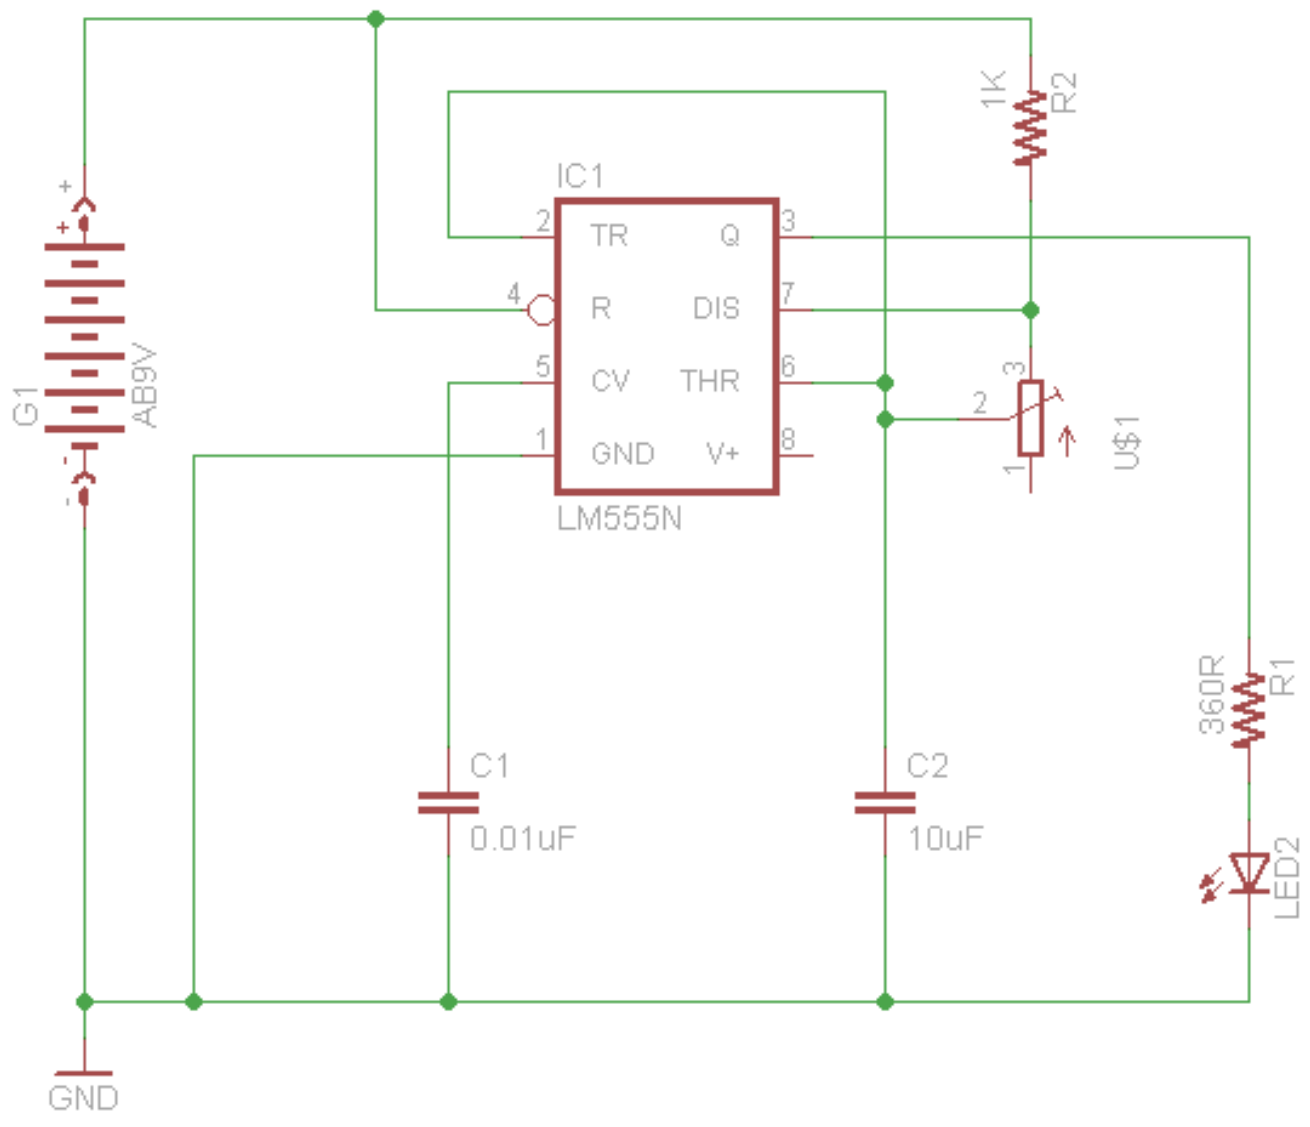 1K
R2
IC1
+
+
2
TR
Q
3
4
R
DIS
7
5
CV
THR
6
1
GND
V+
8
LM555N
G1
AB9V
-
-
3
2
1
U$1
360R
R1
C1
0.01uF
C2
10uF
LED2
GND